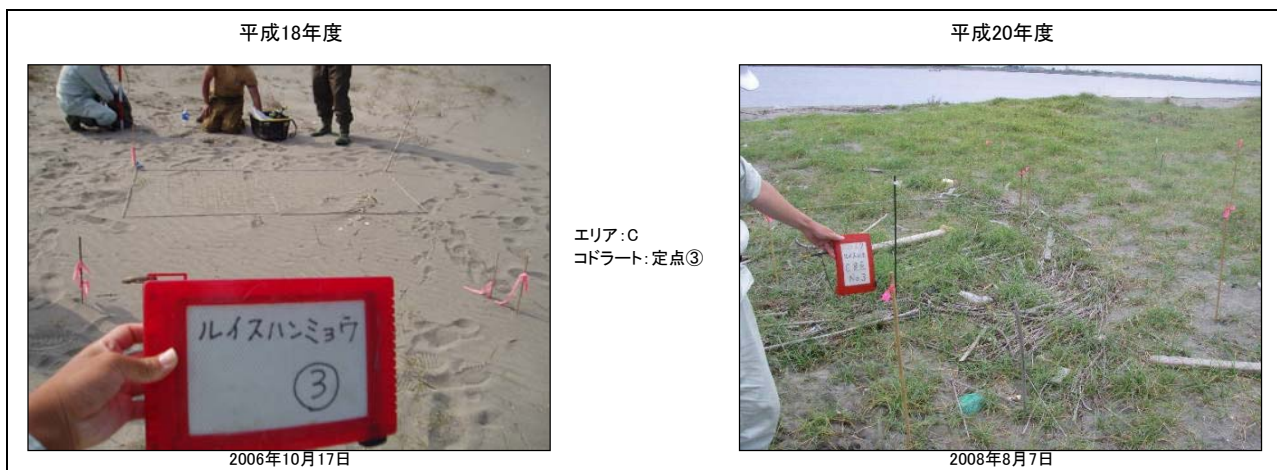 平成18年度
平成20年度
ルイスハンミョウ
③
エリア:C
コドラート:定点③
No3
2006年10月17日
2008年8月7日